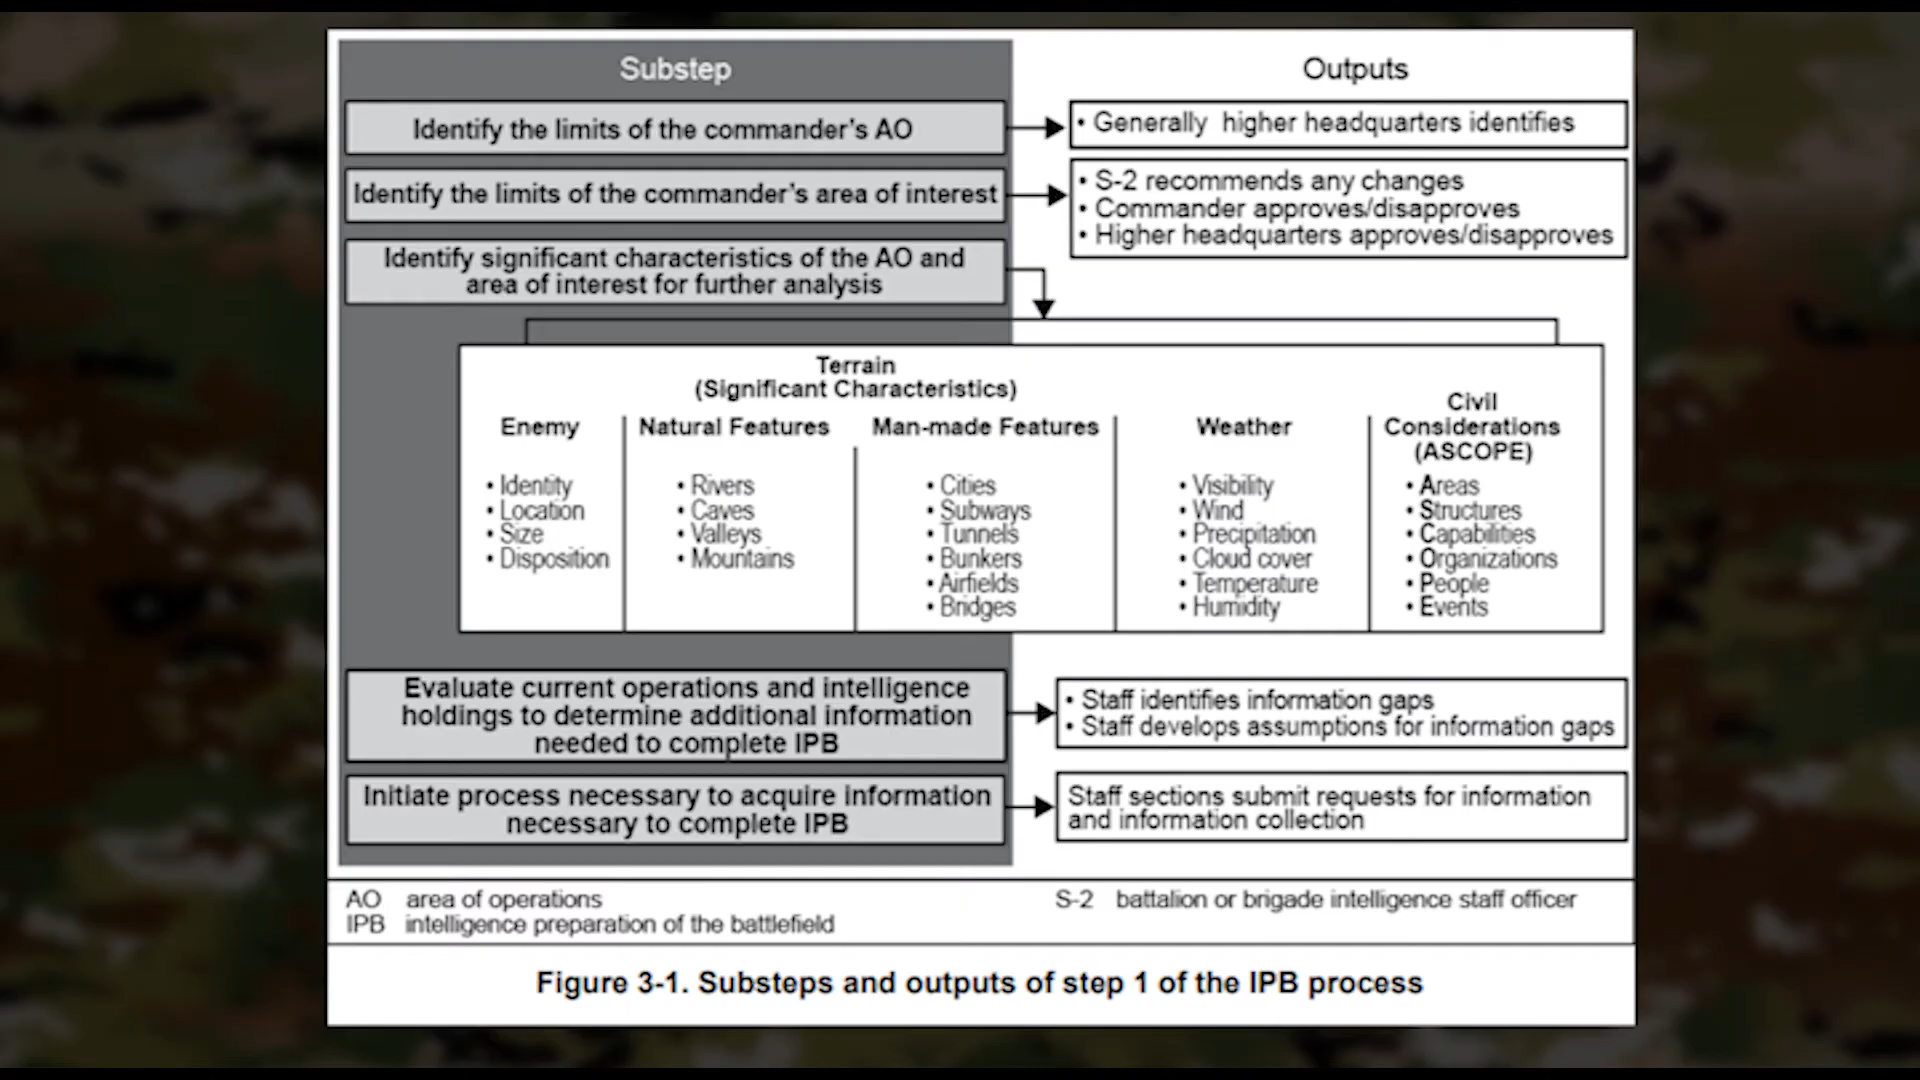 Substep
Outputs
Identify the limits of the commander's AO
• Generally higher headquarters identifies
Identify the limits of the commander's area of interest
• S-2 recommends any changes
• Commander approves/disapproves
• Higher headquarters approves/disapproves
Identify significant characteristics of the AO and
area of interest for further analysis
Terrain
(Significant Characteristics)
Enemy
• Identity
• Location
• Size
• Disposition
Natural Features
• Rivers
• Caves
• Valleys
• Mountains
Man-made Features
• Cities
• Subways
• Tunnels
• Bunkers
• Airfields
• Bridges
Weather
• Visibility
• Wind
• Precipitation
• Cloud cover
• Temperature
• Humidity
Civil
Considerations
(ASCOPE)
• Areas
• Structures
• Capabilities
• Organizations
• People
• Events
Evaluate current operations and intelligence
holdings to determine additional information
needed to complete IPB
• Staff identifies information gaps
• Staff develops assumptions for information gaps
Initiate process necessary to acquire information
necessary to complete IPB
Staff sections submit requests for information
and information collection
AO area of operations
IPB intelligence preparation of the battlefield
S-2 battalion or brigade intelligence staff officer
Figure 3-1. Substeps and outputs of step 1 of the IPB process